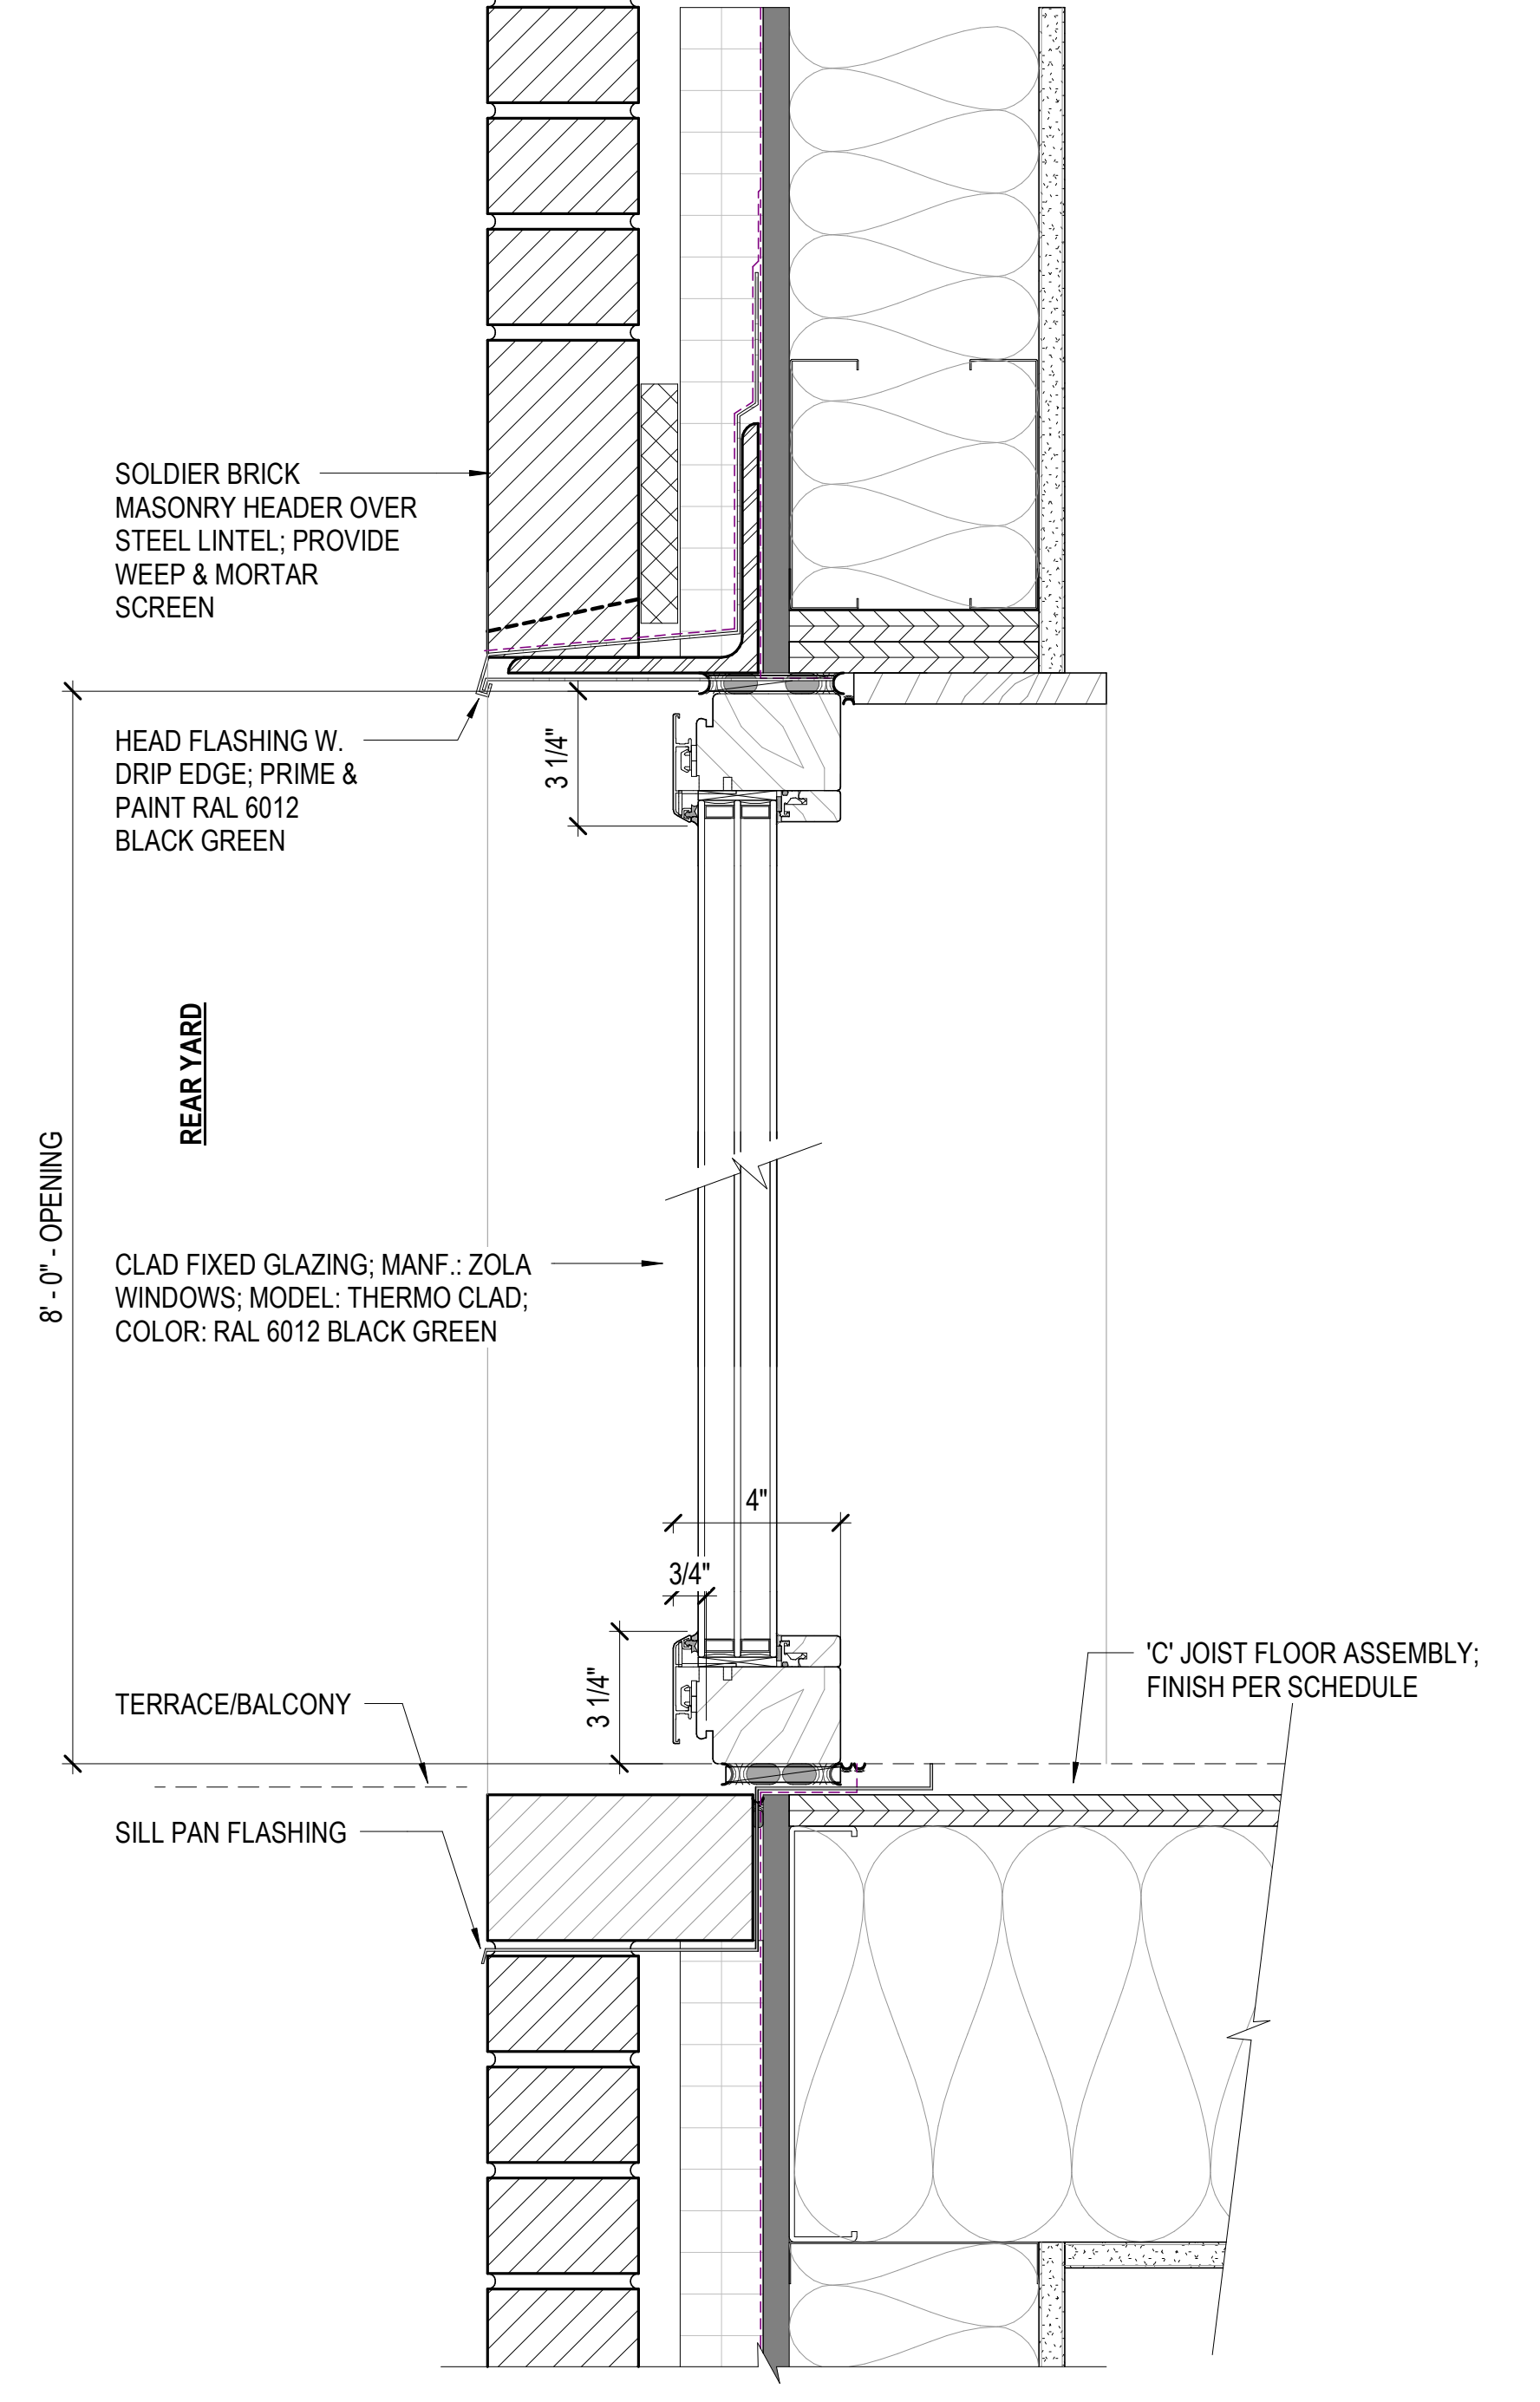 SOLDIER BRICK
MASONRY HEADER OVER
STEEL LINTEL; PROVIDE
WEEP & MORTAR
SCREEN
HEAD FLASHING W.
DRIP EDGE; PRIME &
PAINT RAL 6012
BLACK GREEN
3 1/4"
REAR YARD
8' - 0" - OPENING
CLAD FIXED GLAZING; MANF.: ZOLA
WINDOWS; MODEL: THERMO CLAD;
COLOR: RAL 6012 BLACK GREEN
4"
3/4"
3 1/4"
'C' JOIST FLOOR ASSEMBLY;
FINISH PER SCHEDULE
TERRACE/BALCONY
SILL PAN FLASHING